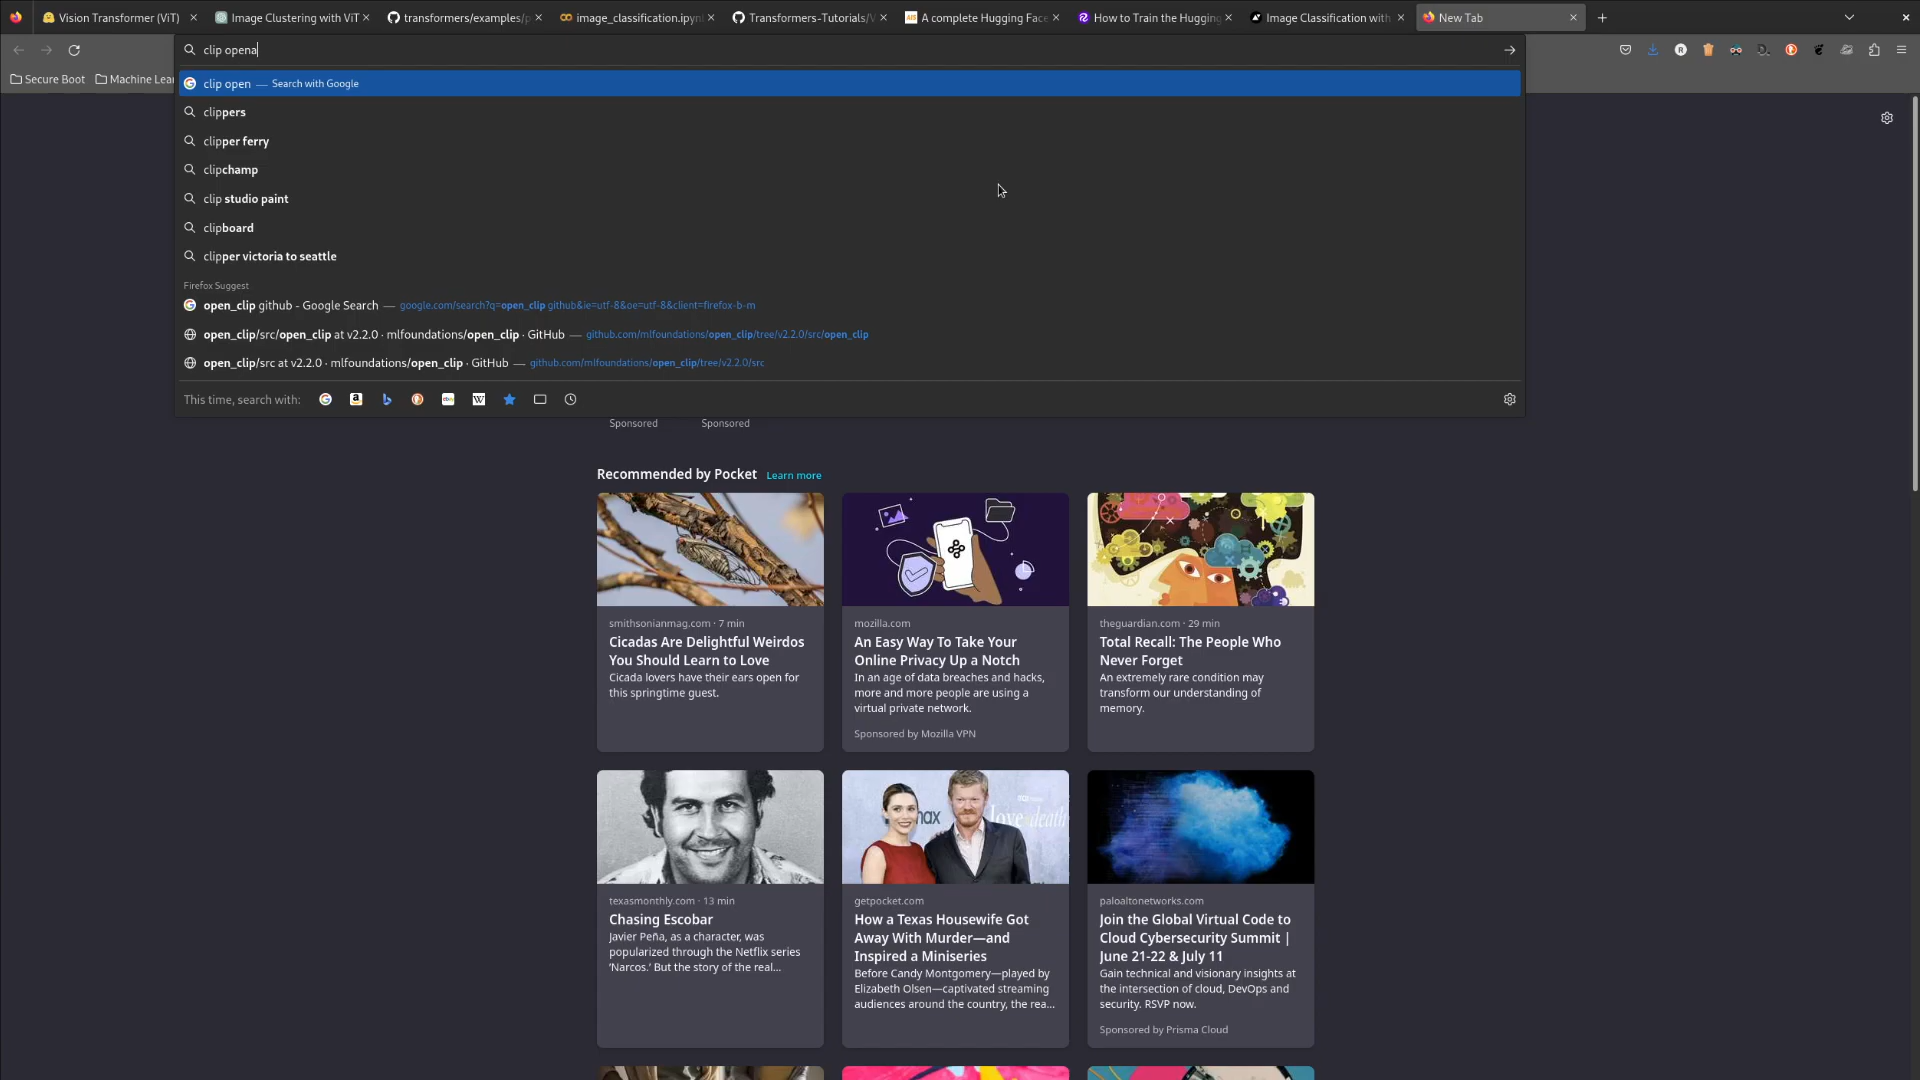 Vision Transformer (ViT)
Image Clustering with ViT
transformers/examples/p
image_classification.ipyn
Transformers-Tutorials/V
A complete Hugging Face
How to Train the Hugging
Image Classification with
New Tab
clip opena
Secure Boot
Machine Lea
clip open — Search with Google
clippers
clipper ferry
clipchamp
clip studio paint
clipboard
clipper victoria to seattle
Firefox Suggest
open_clip github - Google Search — google.com/search?q=open_clip github&ie=utf-8&oe=utf-8&client=firefox-b-m
open_clip/src/open_clip at v2.2.0 · mlfoundations/open_clip · GitHub — github.com/mlfoundations/open_clip/tree/v2.2.0/src/open_clip
open_clip/src at v2.2.0 · mlfoundations/open_clip · GitHub — github.com/mlfoundations/open_clip/tree/v2.2.0/src
This time, search with:
Sponsored
Sponsored
Recommended by Pocket Learn more
smithsonianmag.com · 7 min
Cicadas Are Delightful Weirdos
You Should Learn to Love
Cicada lovers have their ears open for
this springtime guest.
mozilla.com
An Easy Way To Take Your
Online Privacy Up a Notch
In an age of data breaches and hacks,
more and more people are using a
virtual private network.
Sponsored by Mozilla VPN
theguardian.com · 29 min
Total Recall: The People Who
Never Forget
An extremely rare condition may
transform our understanding of
memory.
max
love & death
texasmonthly.com · 13 min
Chasing Escobar
Javier Peña, as a character, was
popularized through the Netflix series
‘Narcos.’ But the story of the real...
getpocket.com
How a Texas Housewife Got
Away With Murder—and
Inspired a Miniseries
Before Candy Montgomery—played by
Elizabeth Olsen—captivated streaming
audiences around the country, the rea...
paloaltonetworks.com
Join the Global Virtual Code to
Cloud Cybersecurity Summit |
June 21-22 & July 11
Gain technical and visionary insights at
the intersection of cloud, DevOps and
security. RSVP now.
Sponsored by Prisma Cloud